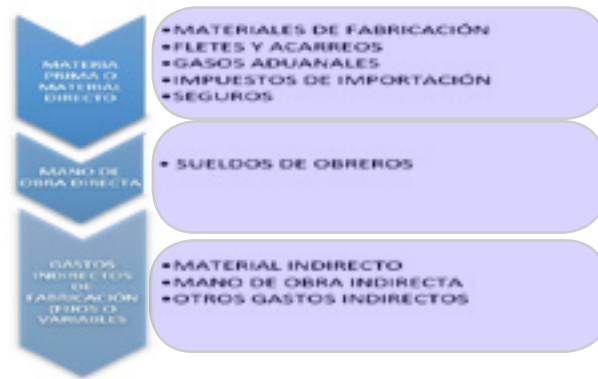 MATERIA
PRIMA O
MATERIAL
DIRECTO
•MATERIALES DE FABRICACIÓN
•FLETES Y ACARREOS
•GASOS ADUANALES
•IMPUESTOS DE IMPORTACIÓN
•SEGUROS
MANO DE
OBRA DIRECTA
• SUELDOS DE OBREROS
GASTOS
INDIRECTOS
DE
FABRICACIÓN
(FIJOS O
VARIABLES
•MATERIAL INDIRECTO
•MANO DE OBRA INDIRECTA
•OTROS GASTOS INDIRECTOS